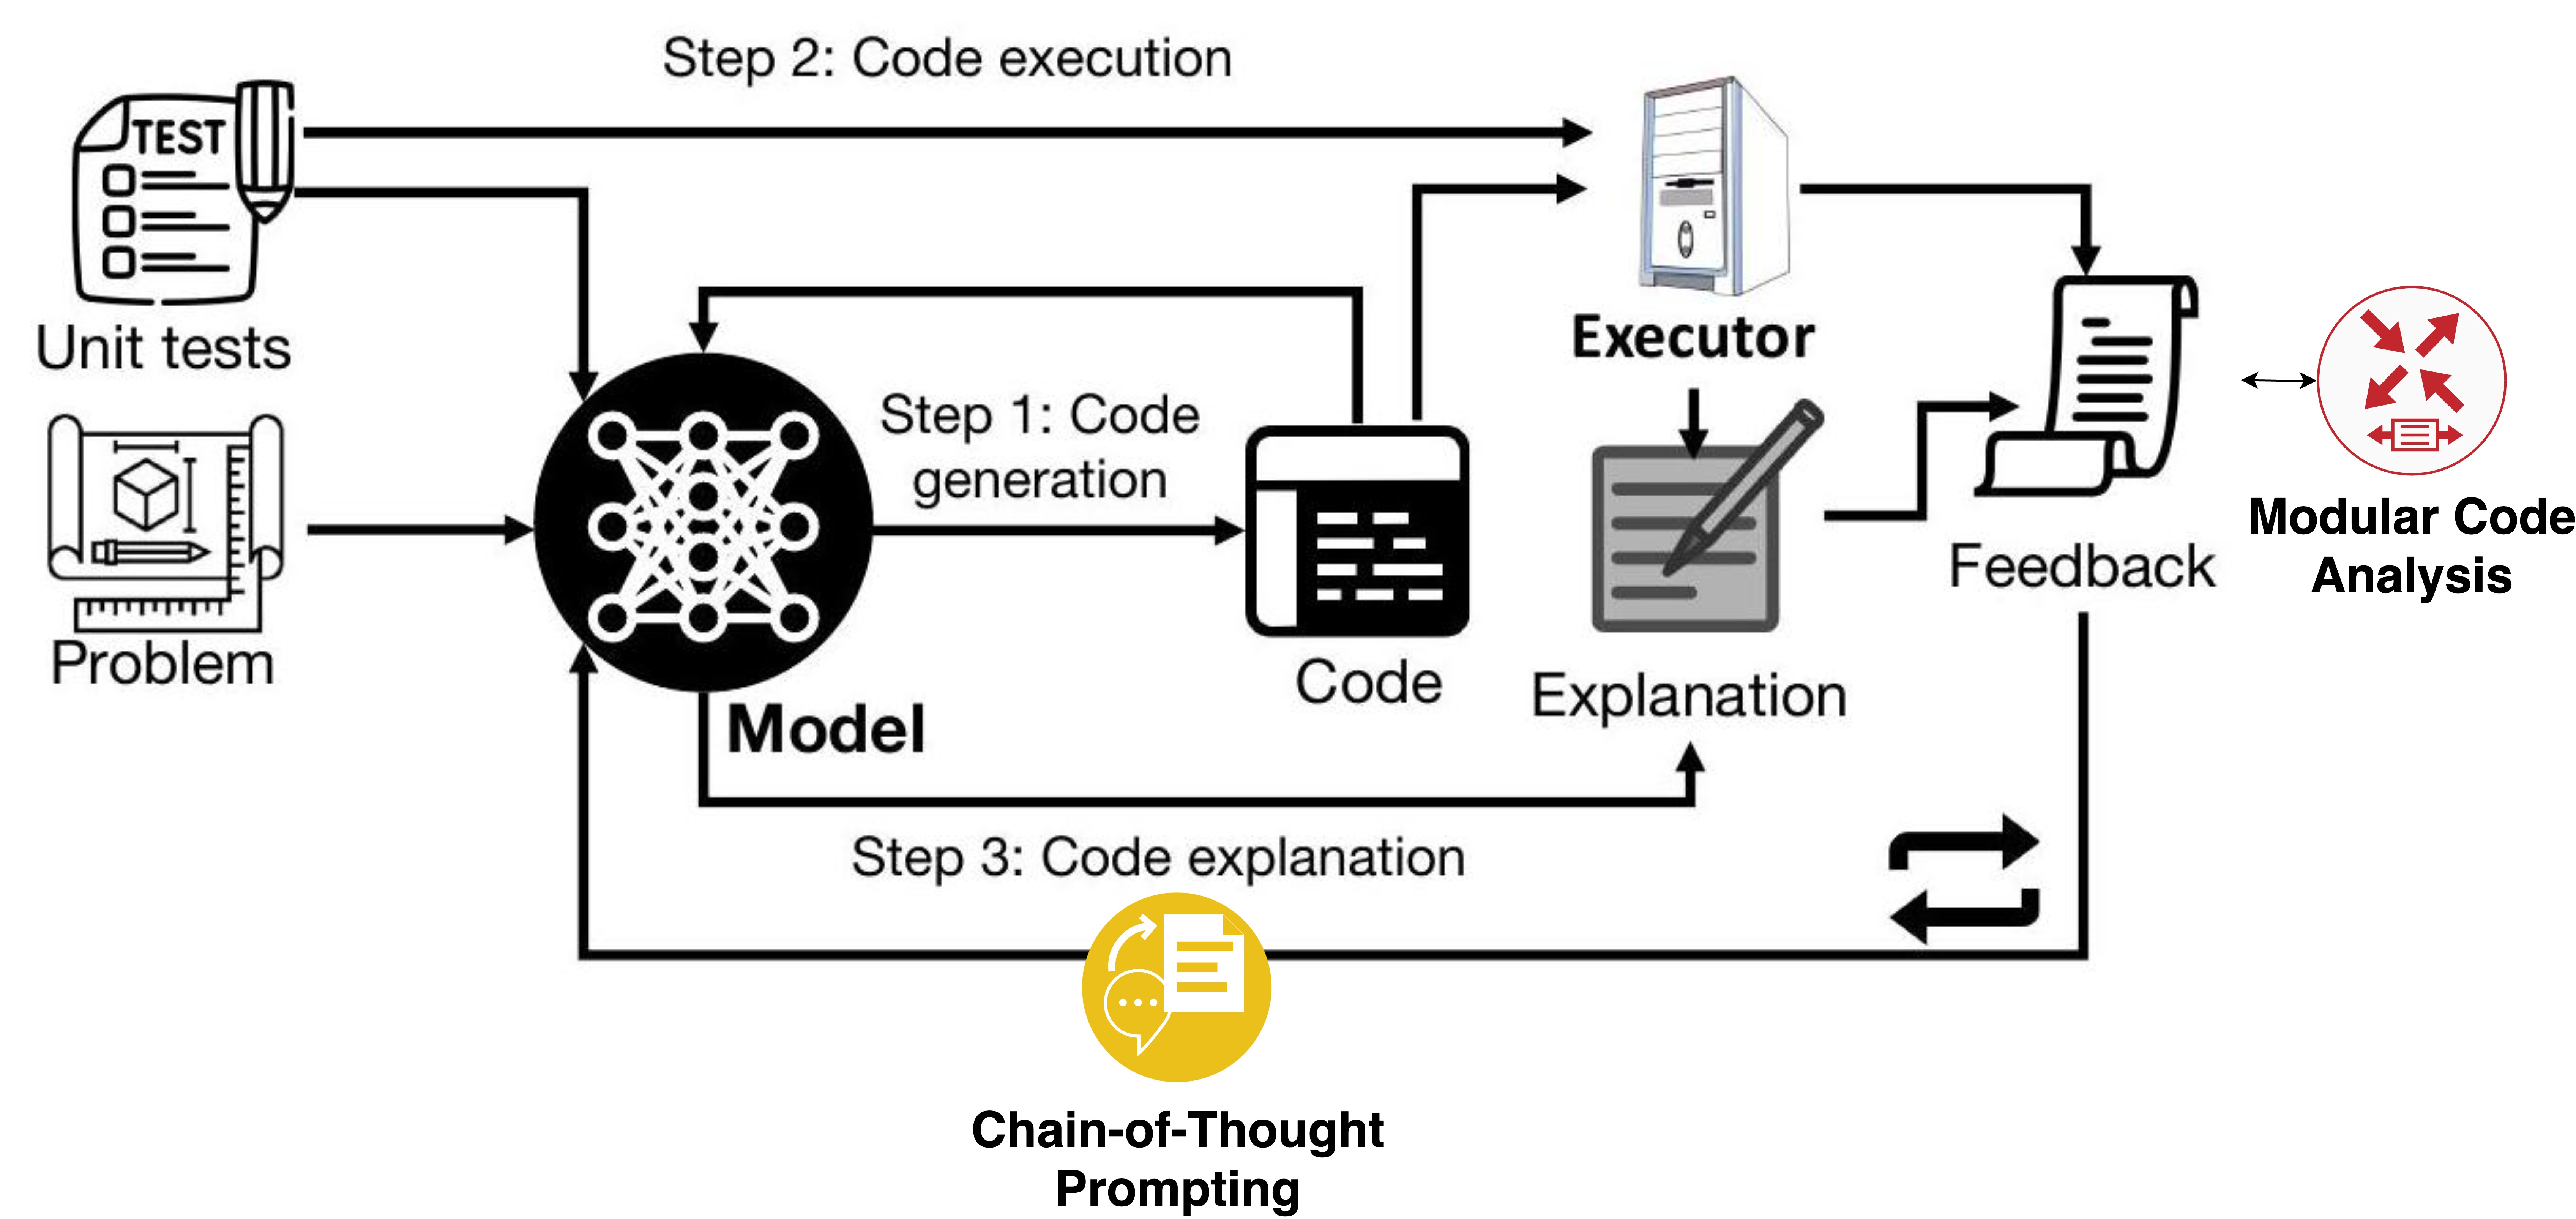 Step 2: Code execution
TEST
Unit tests
Executor
Step 1: Code
generation
Modular Code
Analysis
Feedback
Problem
Code
Explanation
Model
Step 3: Code explanation
Chain-of-Thought
Prompting